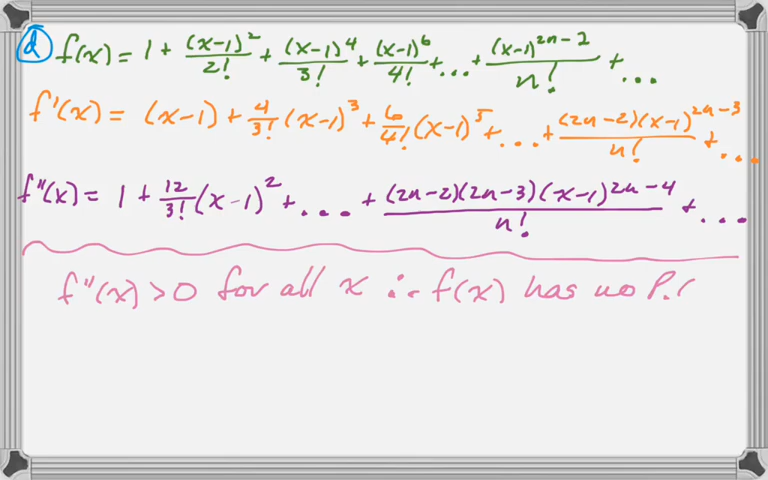 d f(x) = 1 + (x-1)^2/2! + (x-1)^4/3! + (x-1)^6/4! + ... + (x-1)^{2n-2}/n! + ...
f'(x) = (x-1) + 4/3! (x-1)^3 + 6/4! (x-1)^5 + ... + (2n-2)(x-1)^{2n-3}/n! + ...
f''(x) = 1 + 12/3! (x-1)^2 + ... + (2n-2)(2n-3)(x-1)^{2n-4}/n! + ...
f''(x) > 0 for all x ∴ f(x) has no P.